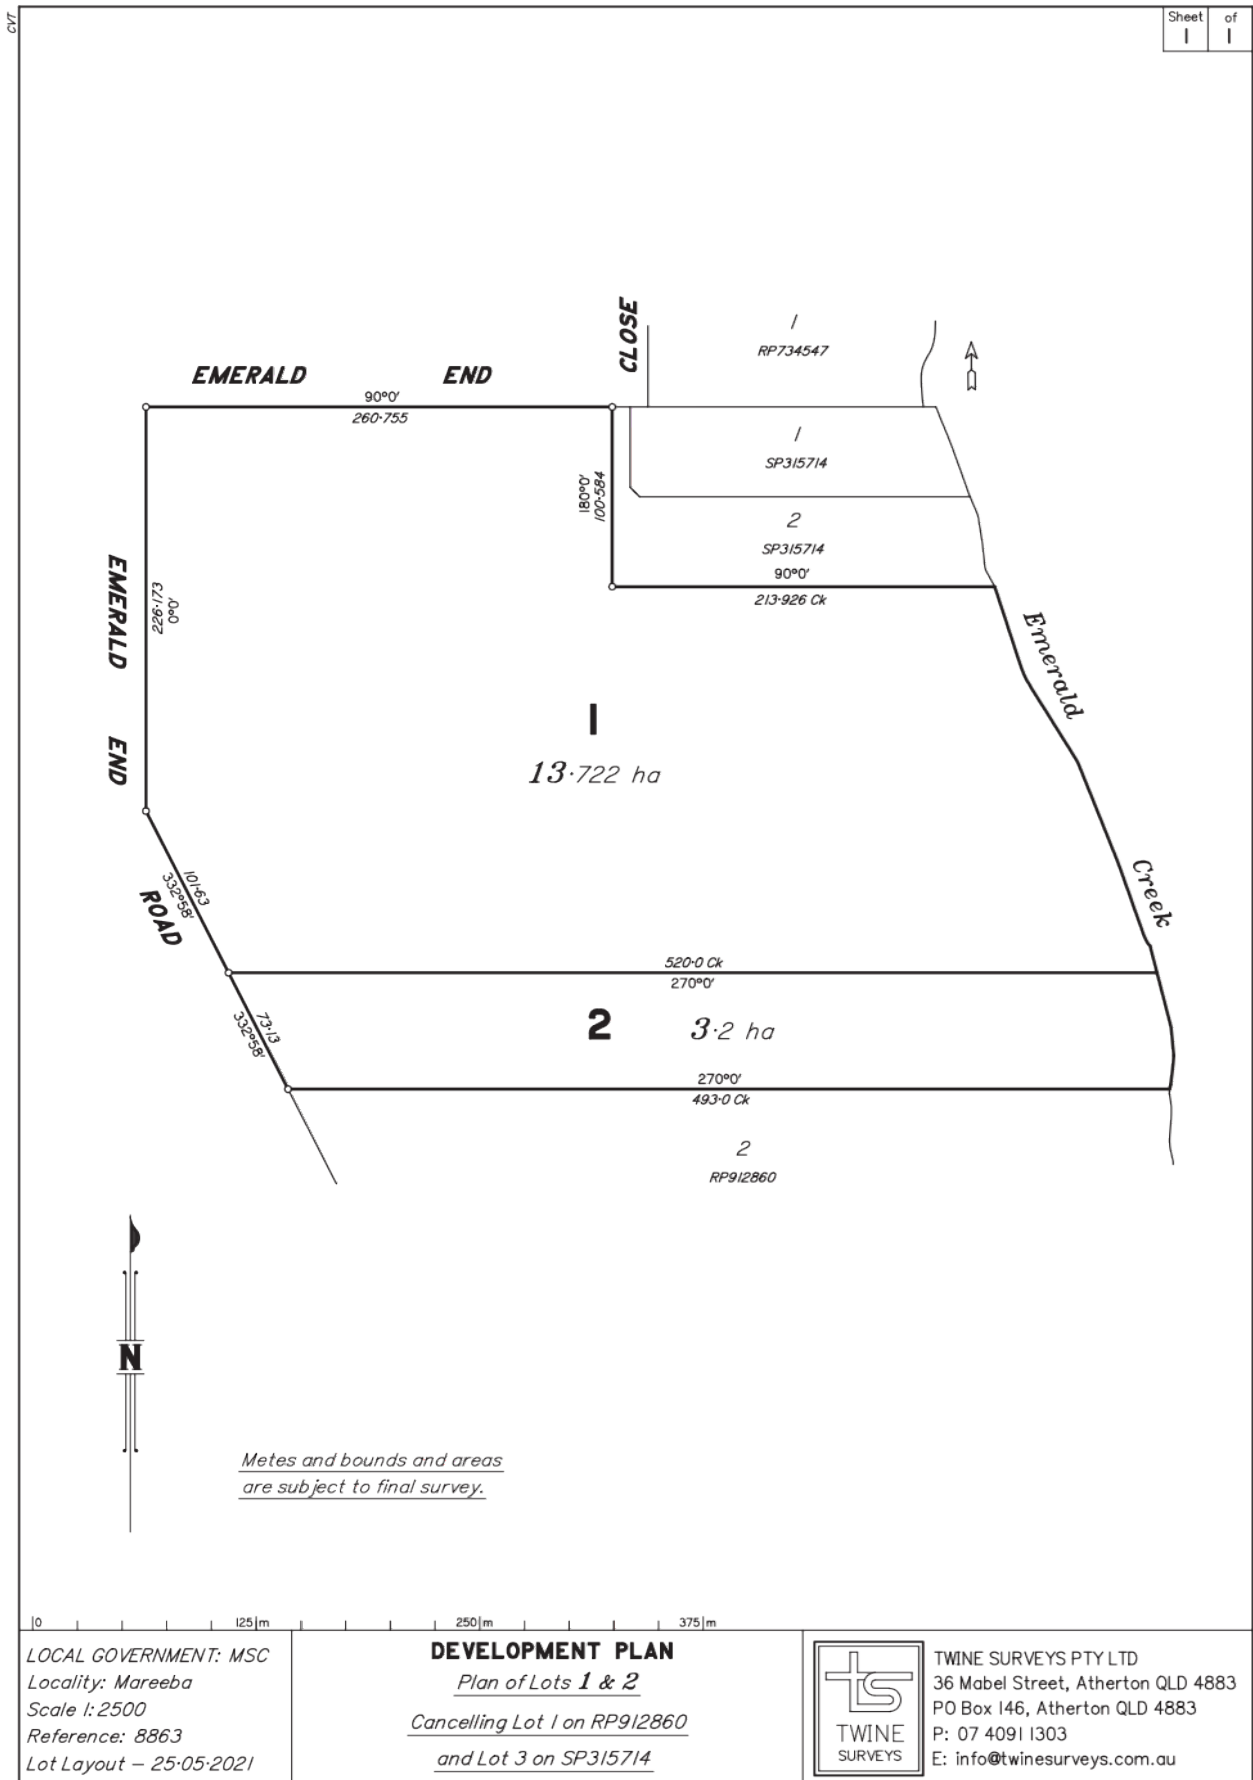 CVT
Sheet of
1 1
CLOSE
1
RP734547
EMERALD END
90°0'
260·755
1
SP315714
180°0'
100·584
2
SP315714
90°0'
213·926 Ck
EMERALD END
226·173
0°0'
Emerald
1
13·722 ha
Creek
101·63
332°58'
ROAD
520·0 Ck
270°0'
2 3·2 ha
73·13
332°58'
270°0'
493·0 Ck
2
RP912860
N
Metes and bounds and areas
are subject to final survey.
0 125 m 250 m 375 m
LOCAL GOVERNMENT: MSC
Locality: Mareeba
Scale 1:2500
Reference: 8863
Lot Layout – 25·05·2021
DEVELOPMENT PLAN
Plan of Lots 1 & 2
Cancelling Lot 1 on RP912860
and Lot 3 on SP315714
ts
TWINE
SURVEYS
TWINE SURVEYS PTY LTD
36 Mabel Street, Atherton QLD 4883
PO Box 146, Atherton QLD 4883
P: 07 4091 1303
E: info@twinesurveys.com.au